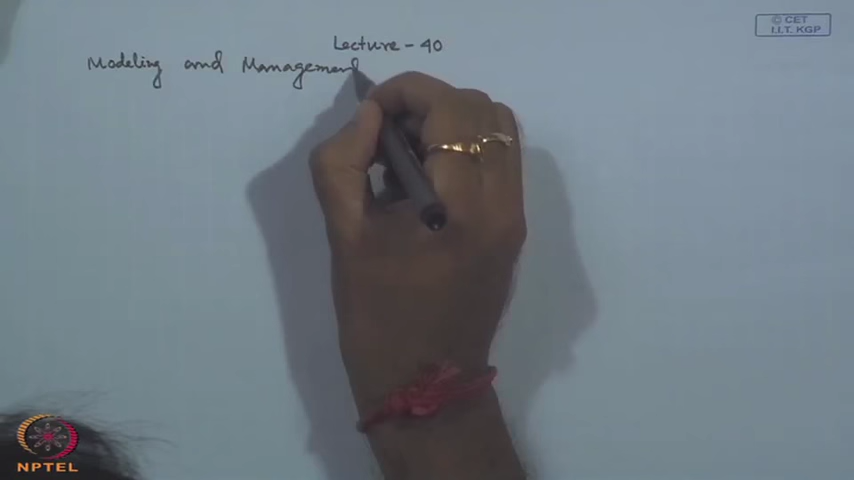 Lecture - 40
Modeling and Management
© CET
I.I.T. KGP
NPTEL